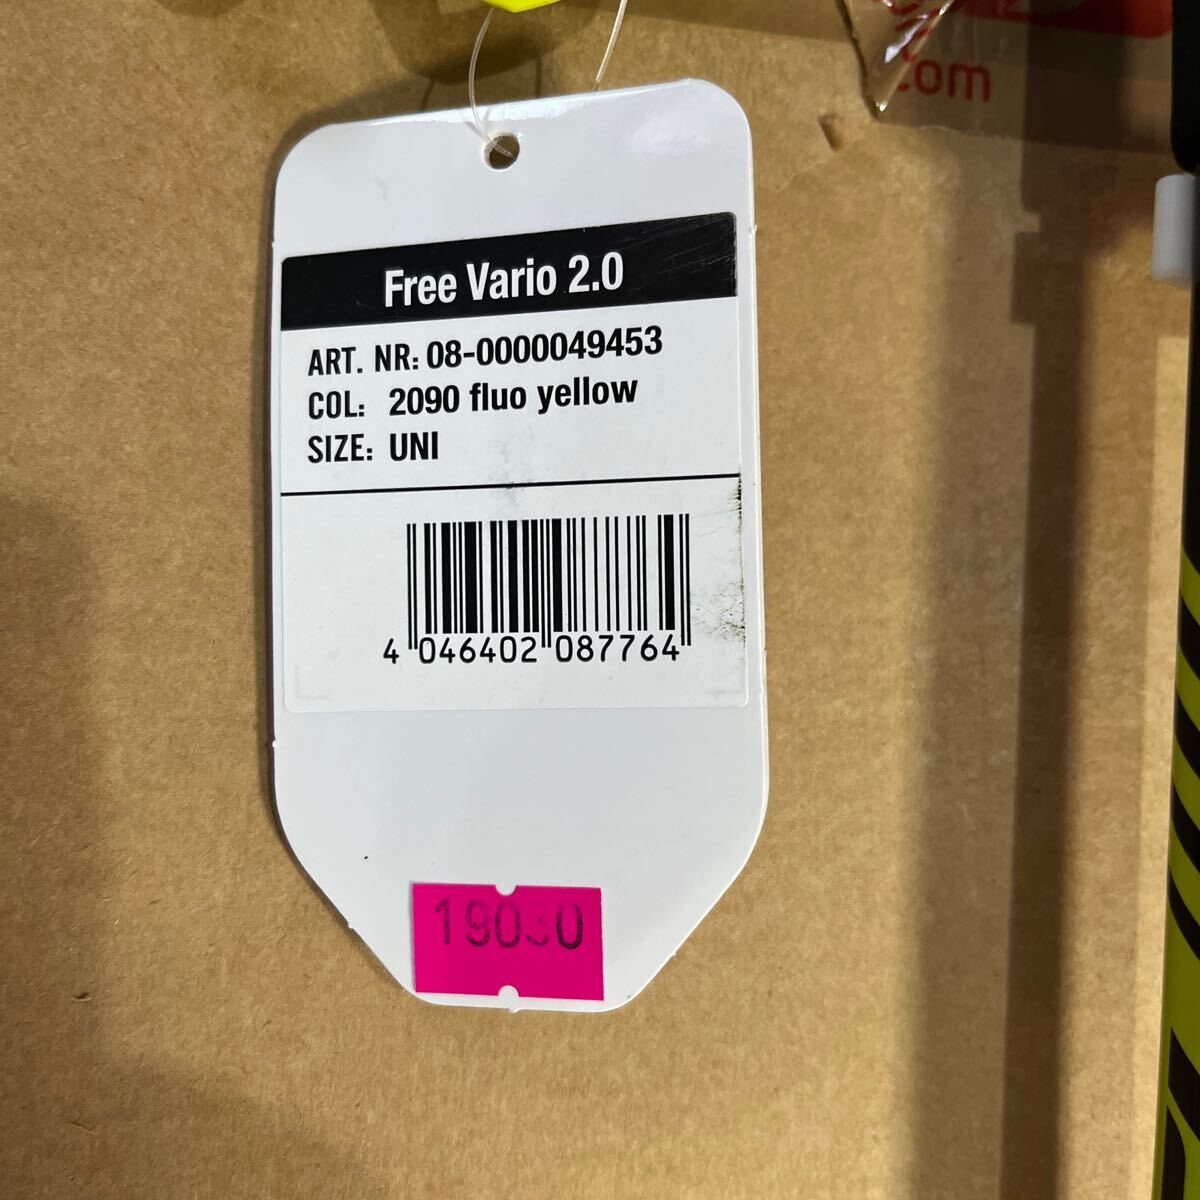 com
Free Vario 2.0
ART. NR: 08-0000049453
COL: 2090 fluo yellow
SIZE: UNI
4 046402 087764
19030